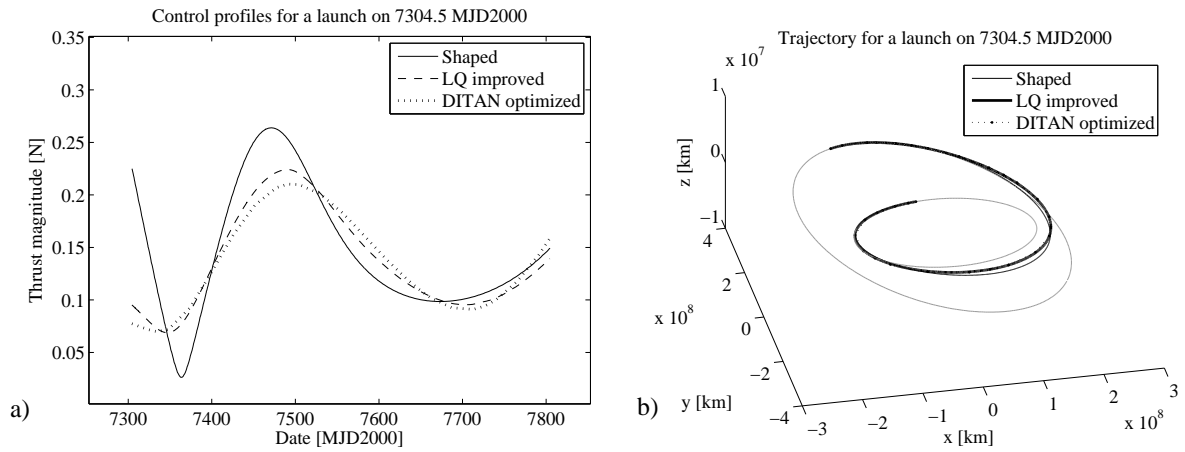 Control profiles for a launch on 7304.5 MJD2000
0.35
0.3
0.25
0.2
0.15
0.1
0.05
Thrust magnitude [N]
Shaped
LQ improved
DITAN optimized
7300 7400 7500 7600 7700 7800
Date [MJD2000]
a)
Trajectory for a launch on 7304.5 MJD2000
x 10^7
Shaped
LQ improved
DITAN optimized
1
0
−1
z [km]
4
2
0
−2
−4
x 10^8
y [km]
−3 −2 −1 0 1 2 3
x 10^8
x [km]
b)